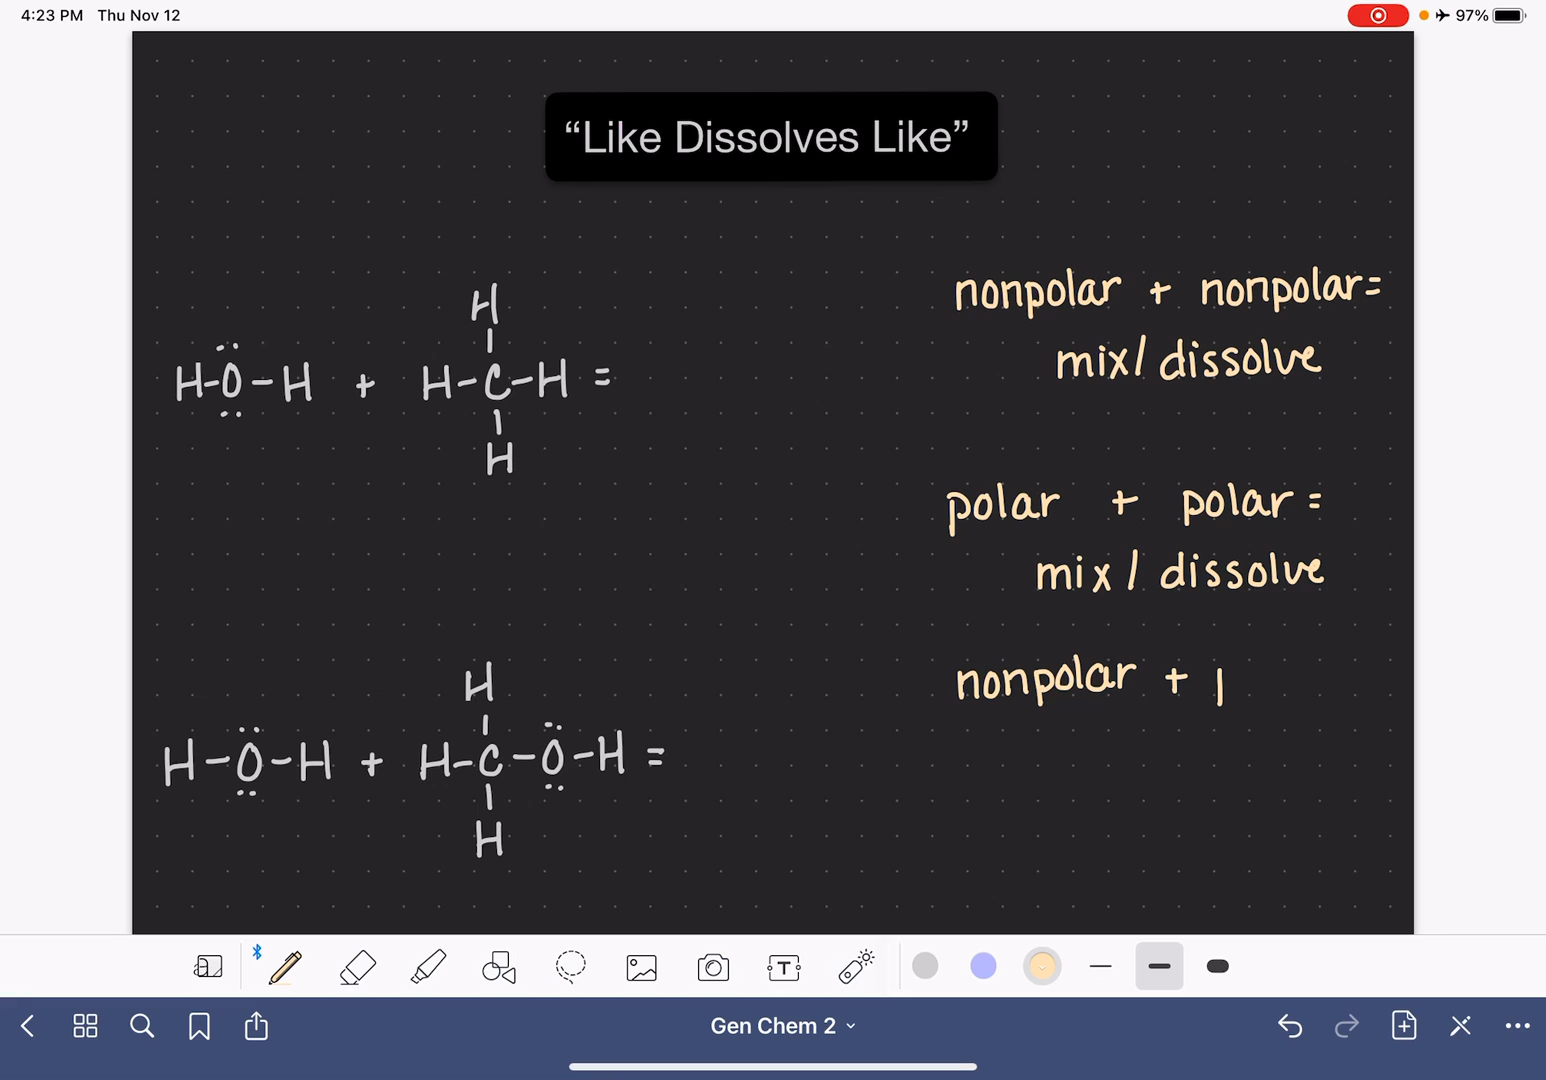 4:23 PM Thu Nov 12
97%
“Like Dissolves Like”
nonpolar + nonpolar =
mix / dissolve
H
|
H-Ö-H + H-C-H =
|
H
polar + polar =
mix / dissolve
nonpolar + |
H
|
H-Ö-H + H-C-Ö-H =
|
H
T
Gen Chem 2